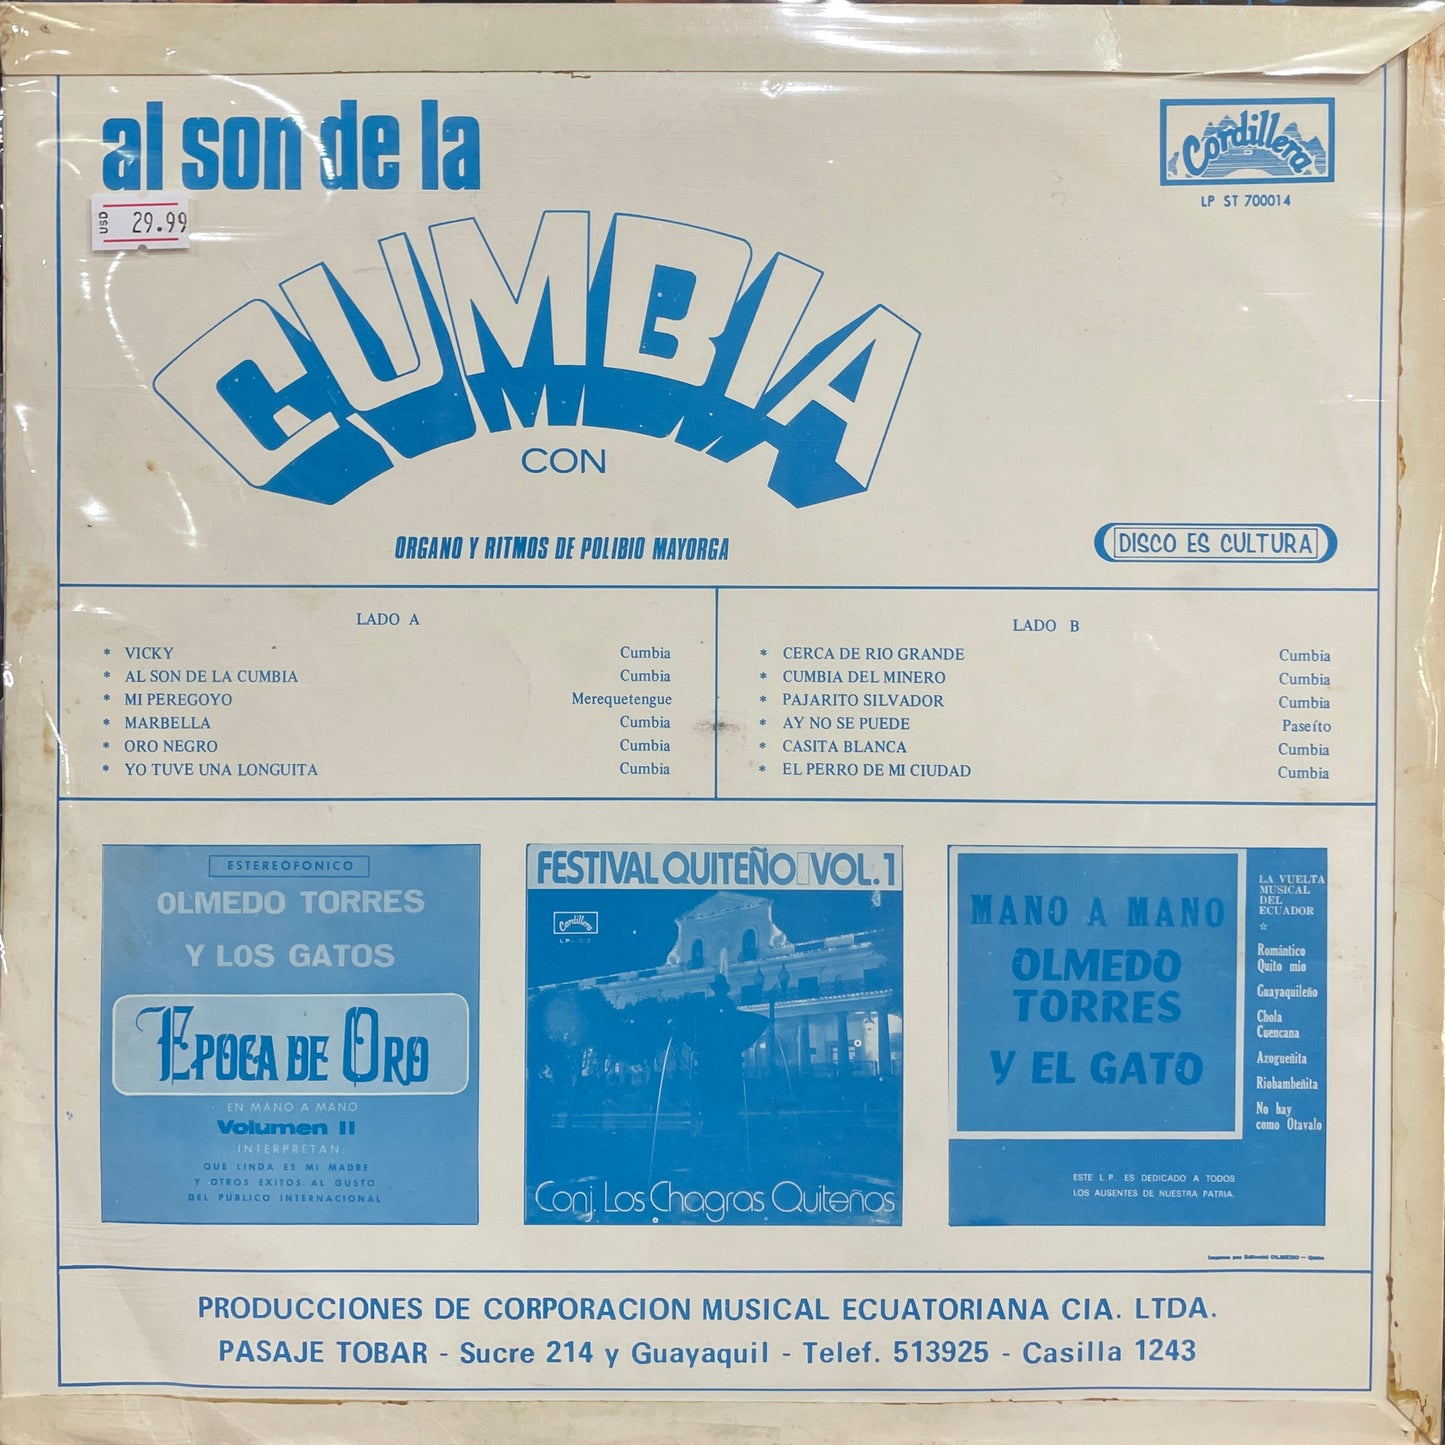 al son de la
Cordillera
LP ST 700014
USD 29.99
CUMBIA
CON
ORGANO Y RITMOS DE POLIBIO MAYORGA
DISCO ES CULTURA
LADO A
* VICKY Cumbia
* AL SON DE LA CUMBIA Cumbia
* MI PEREGOYO Merequetengue
* MARBELLA Cumbia
* ORO NEGRO Cumbia
* YO TUVE UNA LONGUITA Cumbia
LADO B
* CERCA DE RIO GRANDE Cumbia
* CUMBIA DEL MINERO Cumbia
* PAJARITO SILVADOR Cumbia
* AY NO SE PUEDE Paseíto
* CASITA BLANCA Cumbia
* EL PERRO DE MI CIUDAD Cumbia
ESTEREOFONICO
OLMEDO TORRES
Y LOS GATOS
EPOCA DE ORO
EN MANO A MANO
Volumen II
INTERPRETAN:
QUE LINDA ES MI MADRE
Y OTROS EXITOS AL GUSTO
DEL PUBLICO INTERNACIONAL
FESTIVAL QUITEÑO VOL.1
Cordillera
Conj. Los Chagras Quiteños
MANO A MANO
OLMEDO
TORRES
Y EL GATO
LA VUELTA
MUSICAL
DEL
ECUADOR
☆
Romántico
Quito mio
Guayaquileño
Chola
Cuencana
Azogueñita
Riobambeñita
No hay
como Otavalo
ESTE L P. ES DEDICADO A TODOS
LOS AUSENTES DE NUESTRA PATRIA.
Impreso por Editorial OLMEDO — Quito
PRODUCCIONES DE CORPORACION MUSICAL ECUATORIANA CIA. LTDA.
PASAJE TOBAR - Sucre 214 y Guayaquil - Telef. 513925 - Casilla 1243